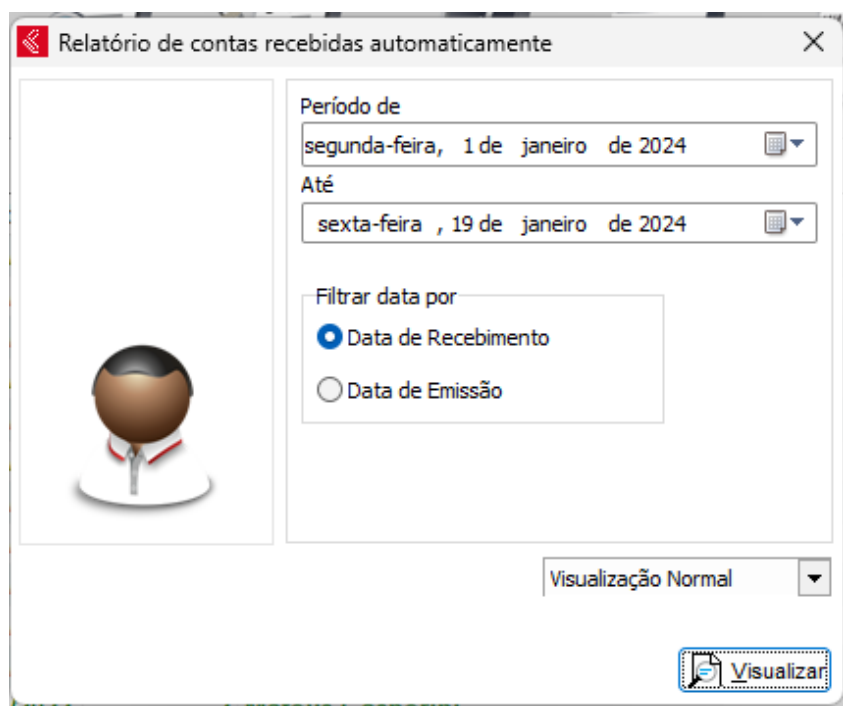 Relatório de contas recebidas automaticamente
Período de
segunda-feira, 1 de janeiro de 2024
Até
sexta-feira , 19 de janeiro de 2024
Filtrar data por
Data de Recebimento
Data de Emissão
Visualização Normal
Visualizar